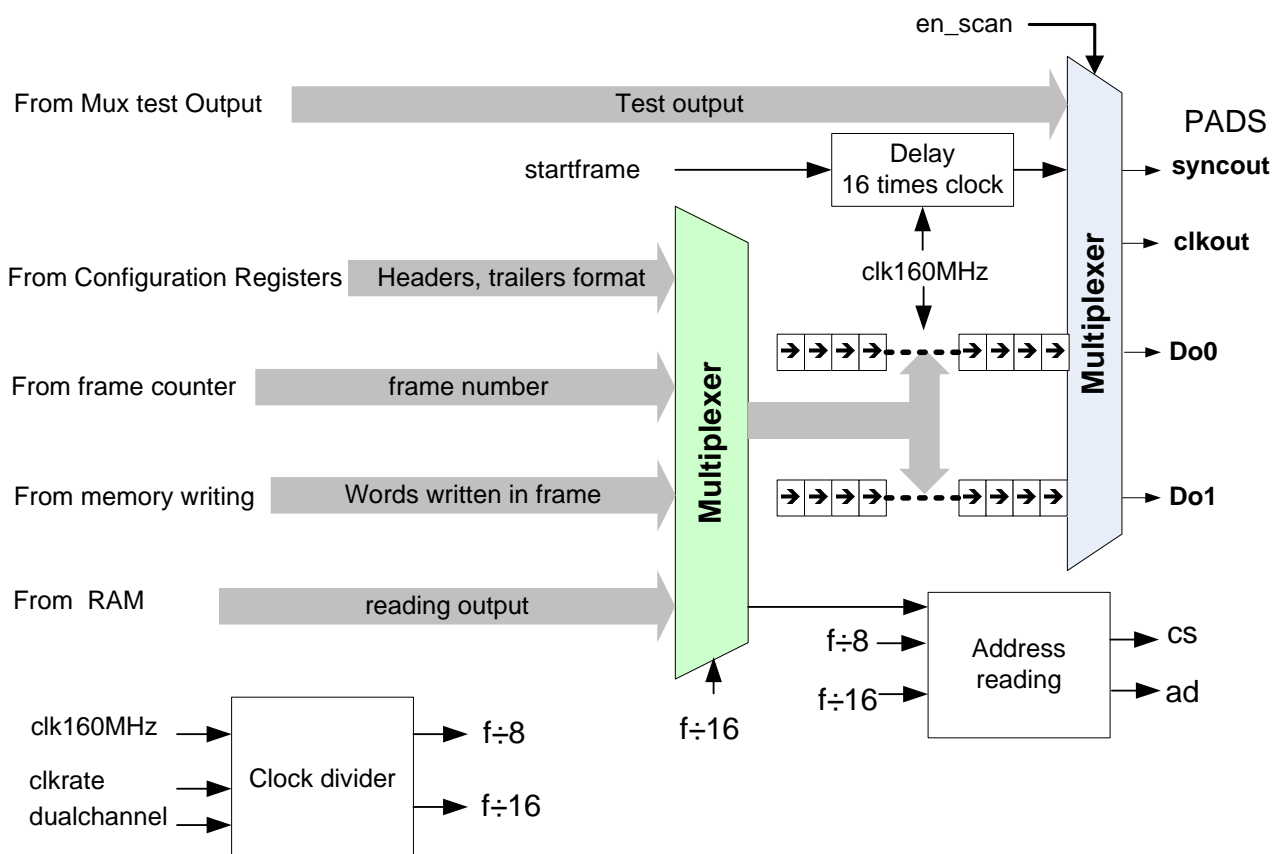 en_scan
From Mux test Output
Test output
PADS
startframe
Delay
16 times clock
syncout
clkout
From Configuration Registers
Headers, trailers format
clk160MHz
Multiplexer
Do0
From frame counter
frame number
Multiplexer
From memory writing
Words written in frame
Do1
From RAM
reading output
f÷8
f÷16
Address
reading
cs
ad
f÷16
clk160MHz
clkrate
dualchannel
Clock divider
f÷8
f÷16